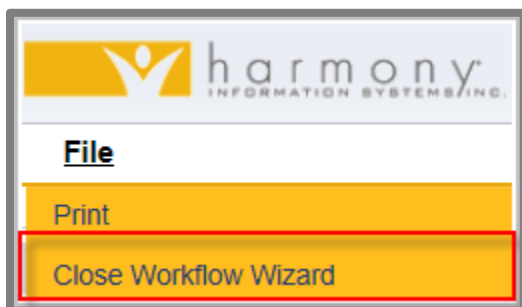 harmony
INFORMATION SYSTEMS, INC.
File
Print
Close Workflow Wizard